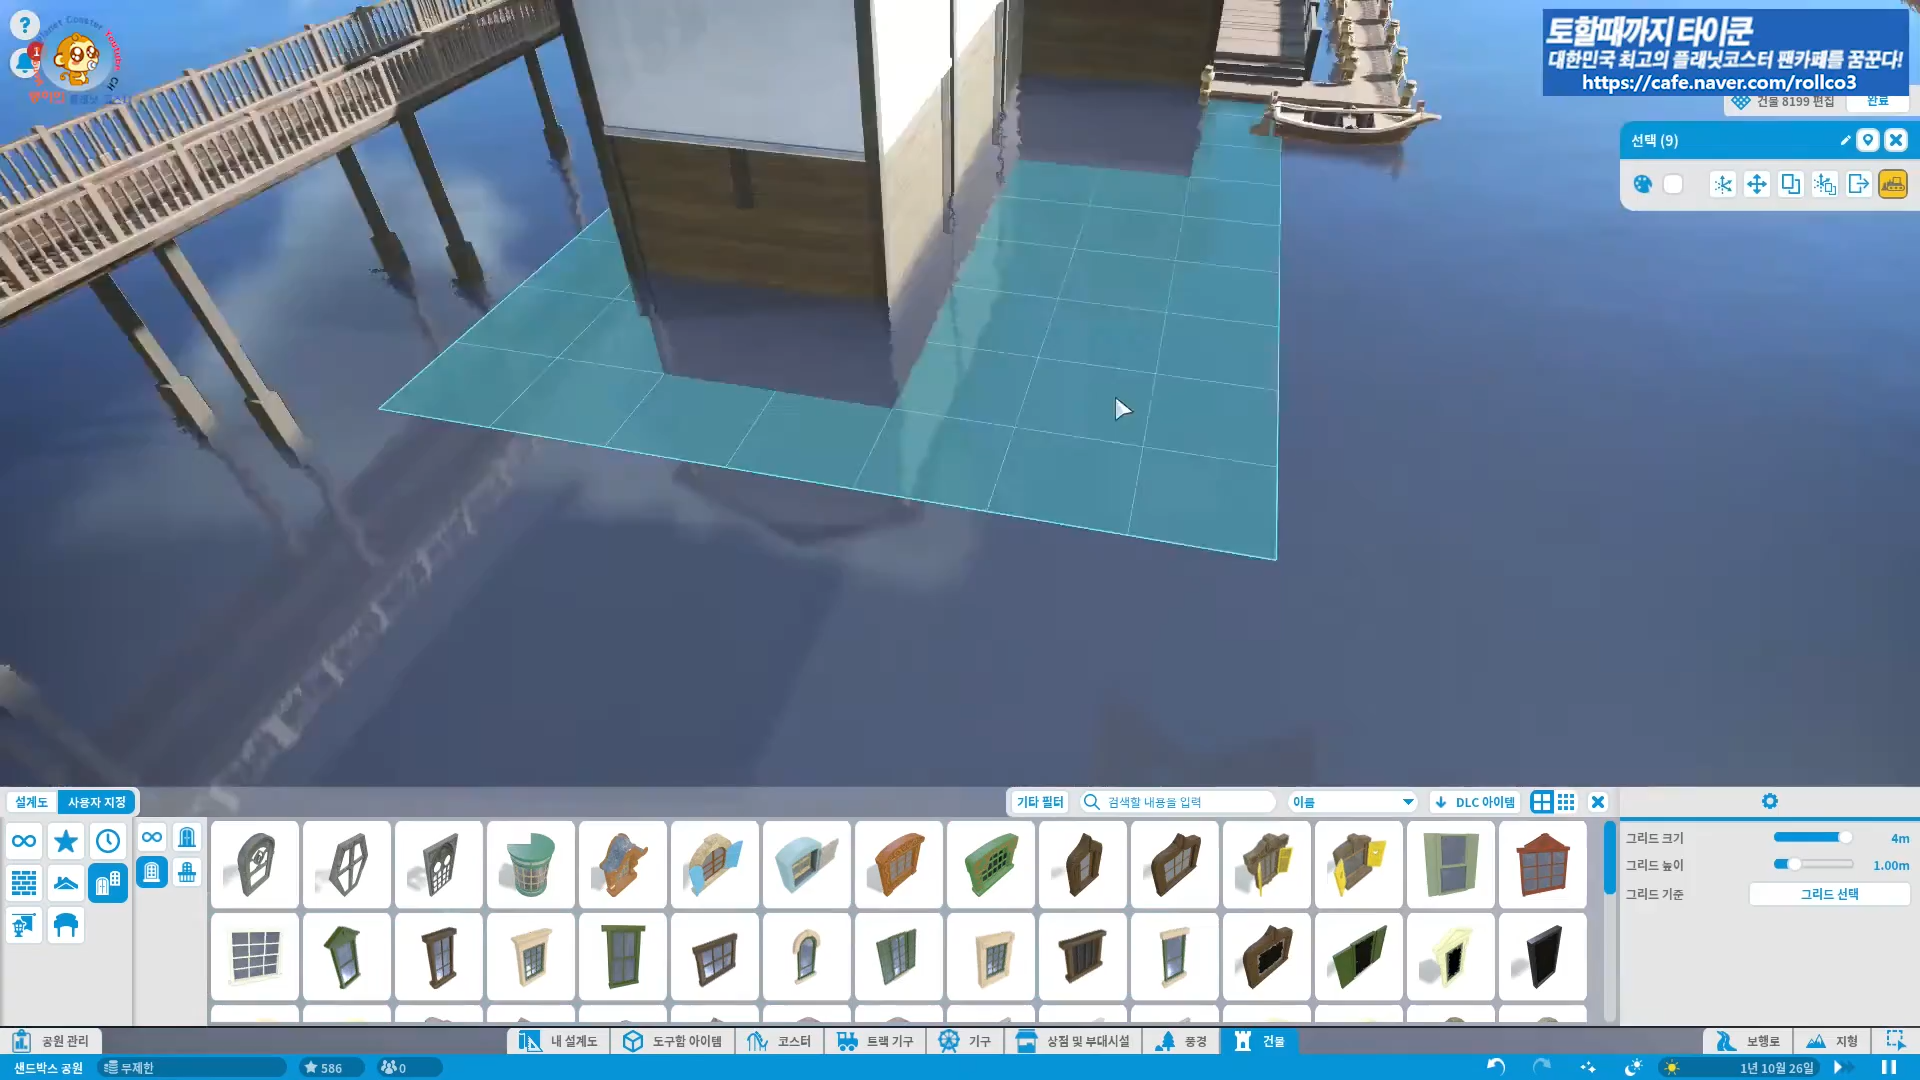 ?
1
Planet Coaster
Youtube CH
토할때까지 타이쿤
대한민국 최고의 플래닛코스터 팬카페를 꿈꾼다!
https://cafe.naver.com/rollco3
건물 8199 편집
완료
선택 (9)
설계도
사용자 지정
기타 필터
검색할 내용을 입력
이름
DLC 아이템
그리드 크기
4m
그리드 높이
1.00m
그리드 기준
그리드 선택
공원 관리
내 설계도
도구함 아이템
코스터
트랙 기구
기구
상점 및 부대시설
풍경
건물
보행로
지형
샌드박스 공원
무제한
586
0
1년 10월 26일